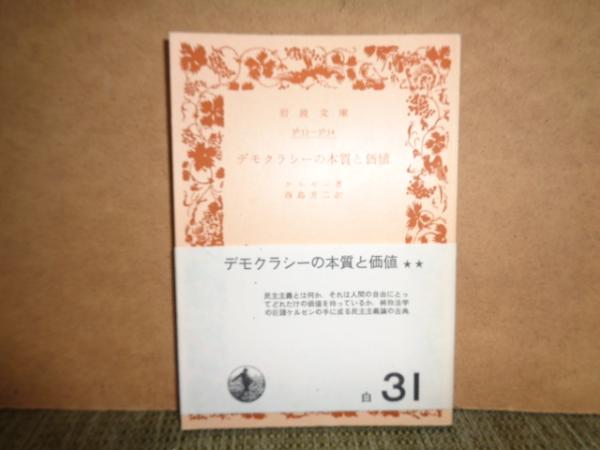 岩波文庫
デモクラシーの本質と価値
ケルゼン著
西島芳二訳
デモクラシーの本質と価値 ★★
民主主義とは何か、それは人間の自由にとっ
てどれだけの価値を持っているか。純粋法学
の巨頭ケルゼンの手に成る民主主義論の古典
白 31